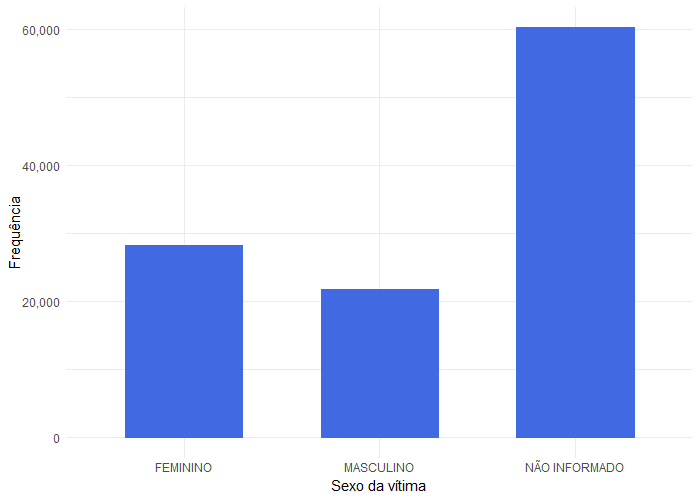 60,000
40,000
20,000
0
Frequência
FEMININO MASCULINO NÃO INFORMADO
Sexo da vítima